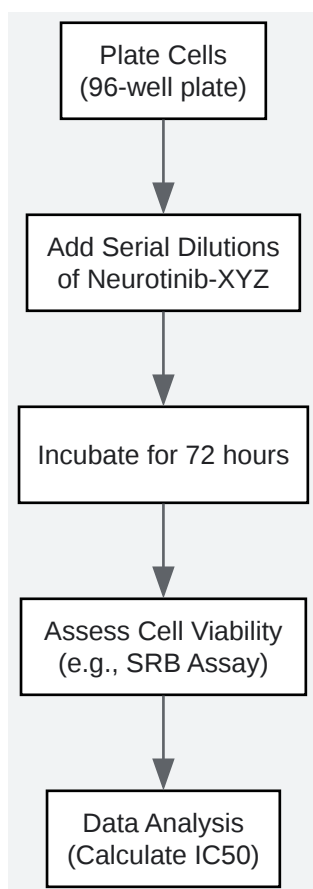 Plate Cells
(96-well plate)
Add Serial Dilutions
of Neurotinib-XYZ
Incubate for 72 hours
Assess Cell Viability
(e.g., SRB Assay)
Data Analysis
(Calculate IC50)